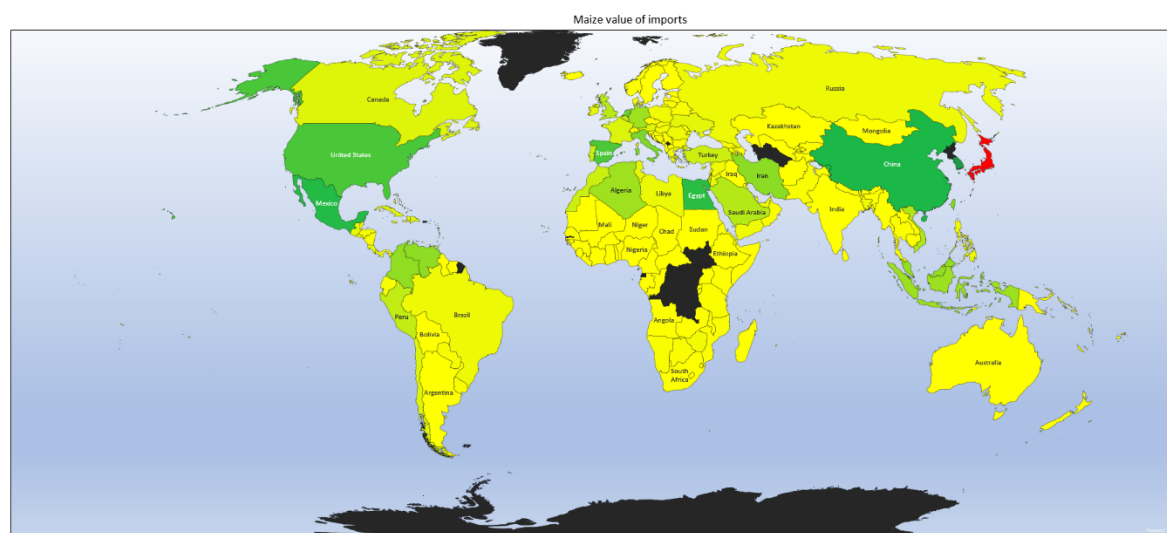 Maize value of imports
Canada
Russia
United States
Kazakhstan
Mongolia
Spain
Turkey
China
Mexico
Algeria
Libya
Egypt
Iraq
Iran
Saudi Arabia
India
Mali
Niger
Chad
Sudan
Nigeria
Ethiopia
Peru
Brazil
Bolivia
Angola
Argentina
South
Africa
Australia